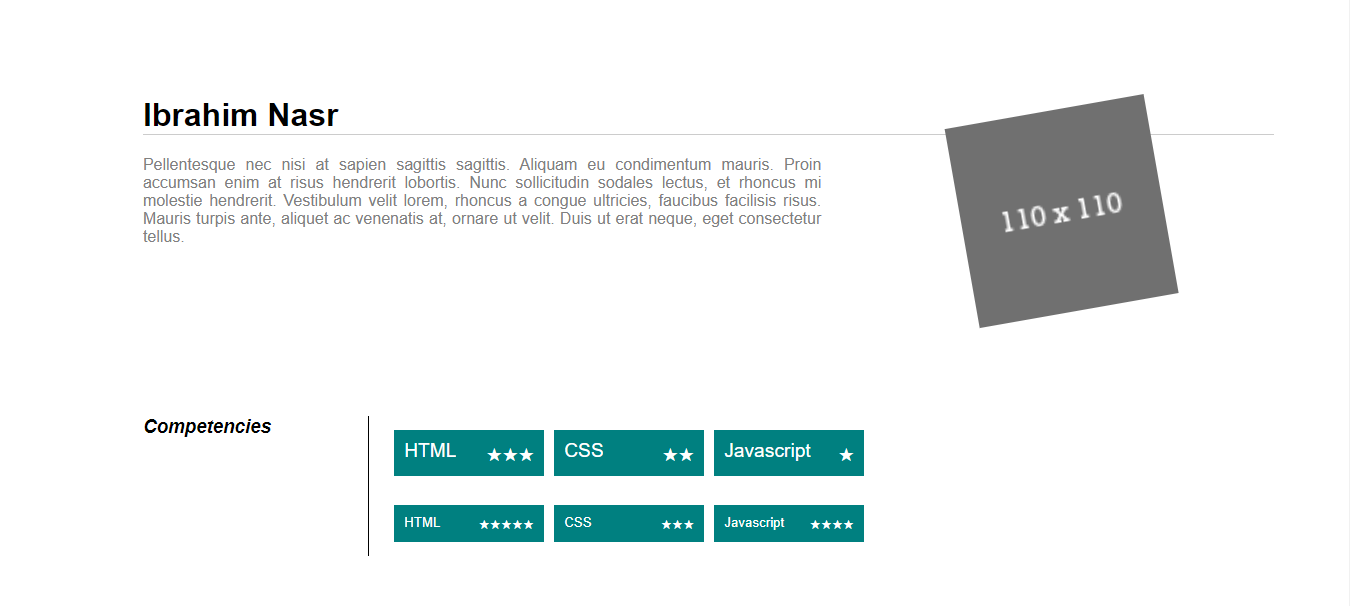 Ibrahim Nasr
Pellentesque nec nisi at sapien sagittis sagittis. Aliquam eu condimentum mauris. Proin
accumsan enim at risus hendrerit lobortis. Nunc sollicitudin sodales lectus, et rhoncus mi
molestie hendrerit. Vestibulum velit lorem, rhoncus a congue ultricies, faucibus facilisis risus.
Mauris turpis ante, aliquet ac venenatis at, ornare ut velit. Duis ut erat neque, eget consectetur
tellus.
110 x 110
Competencies
HTML ★★★
CSS ★★
Javascript ★
HTML ★★★★★
CSS ★★★
Javascript ★★★★